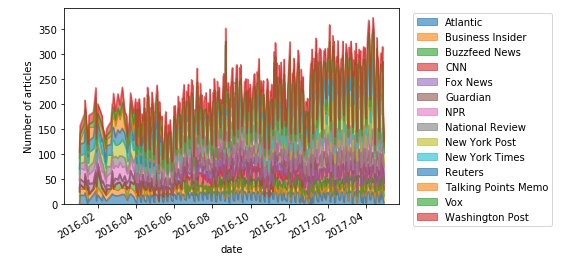 Number of articles
350
300
250
200
150
100
50
0
2016-02
2016-04
2016-06
2016-08
2016-10
2016-12
2017-02
2017-04
date
Atlantic
Business Insider
Buzzfeed News
CNN
Fox News
Guardian
NPR
National Review
New York Post
New York Times
Reuters
Talking Points Memo
Vox
Washington Post